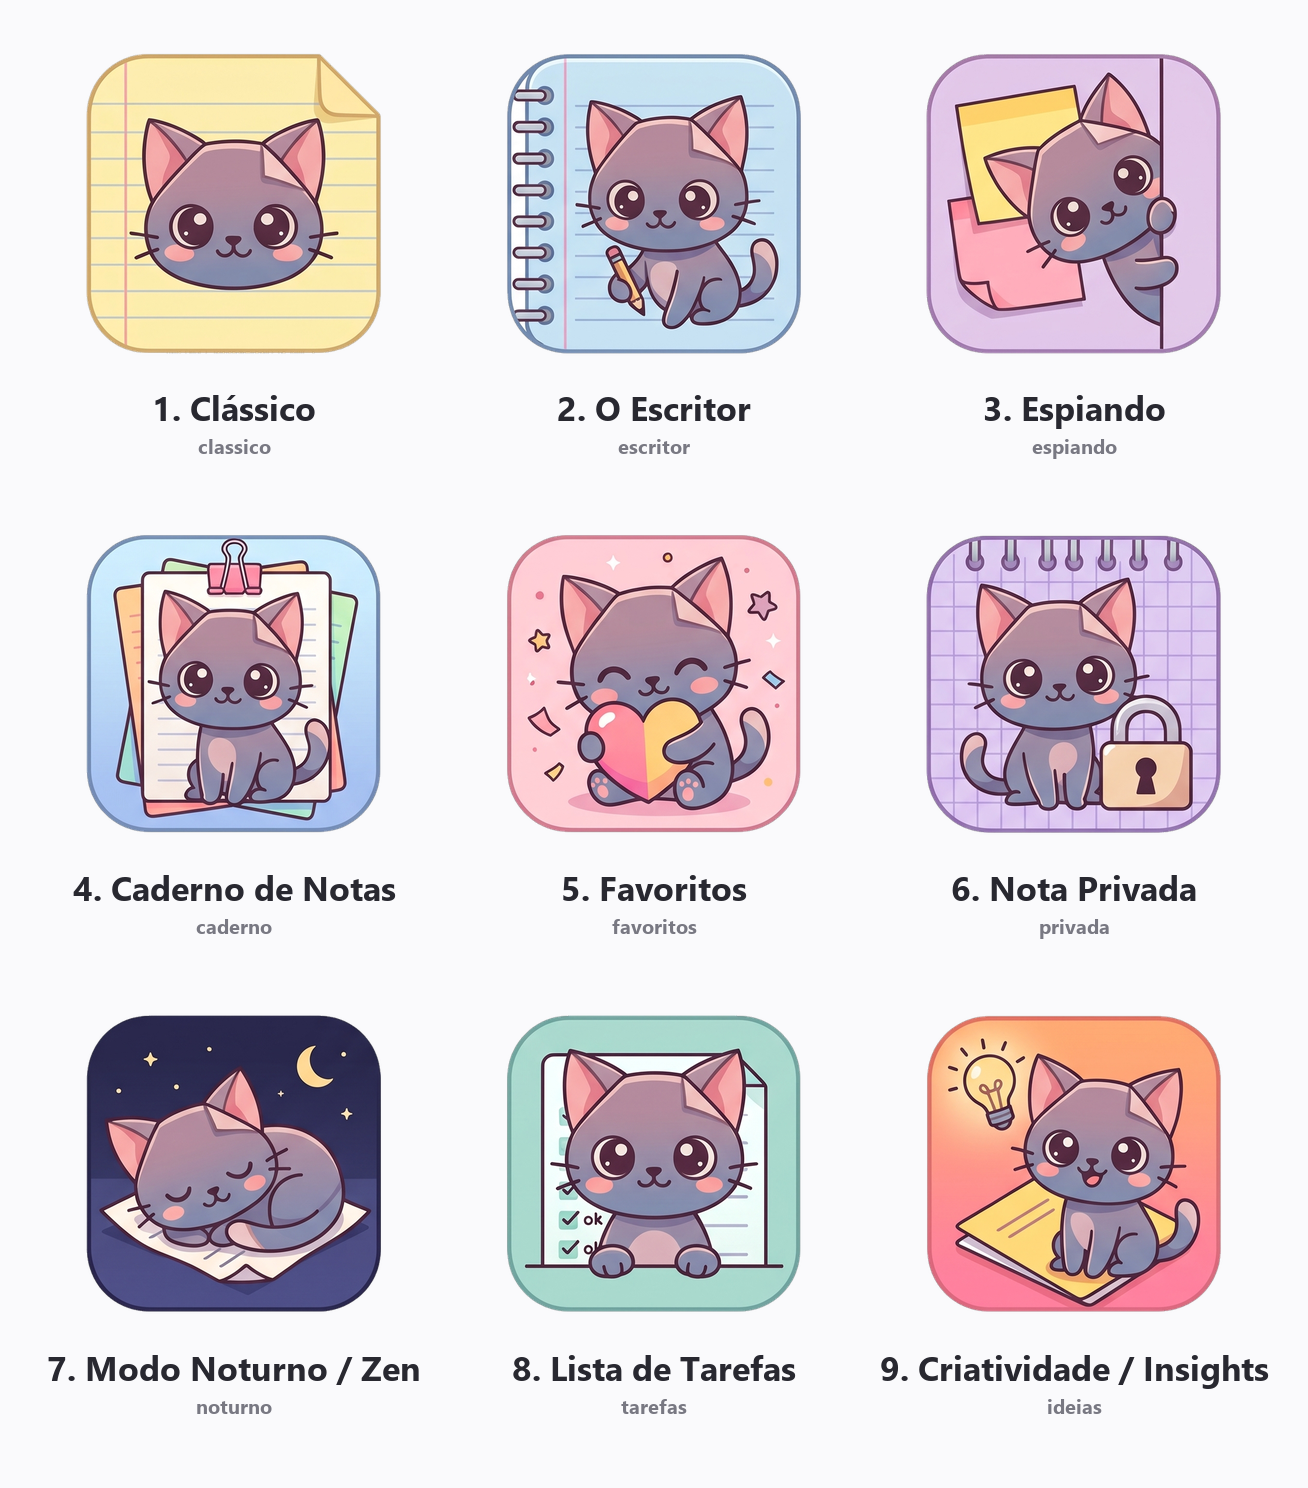 1. Clássico
classico
2. O Escritor
escritor
3. Espiando
espiando
4. Caderno de Notas
caderno
5. Favoritos
favoritos
6. Nota Privada
privada
7. Modo Noturno / Zen
noturno
ok
8. Lista de Tarefas
tarefas
9. Criatividade / Insights
ideias